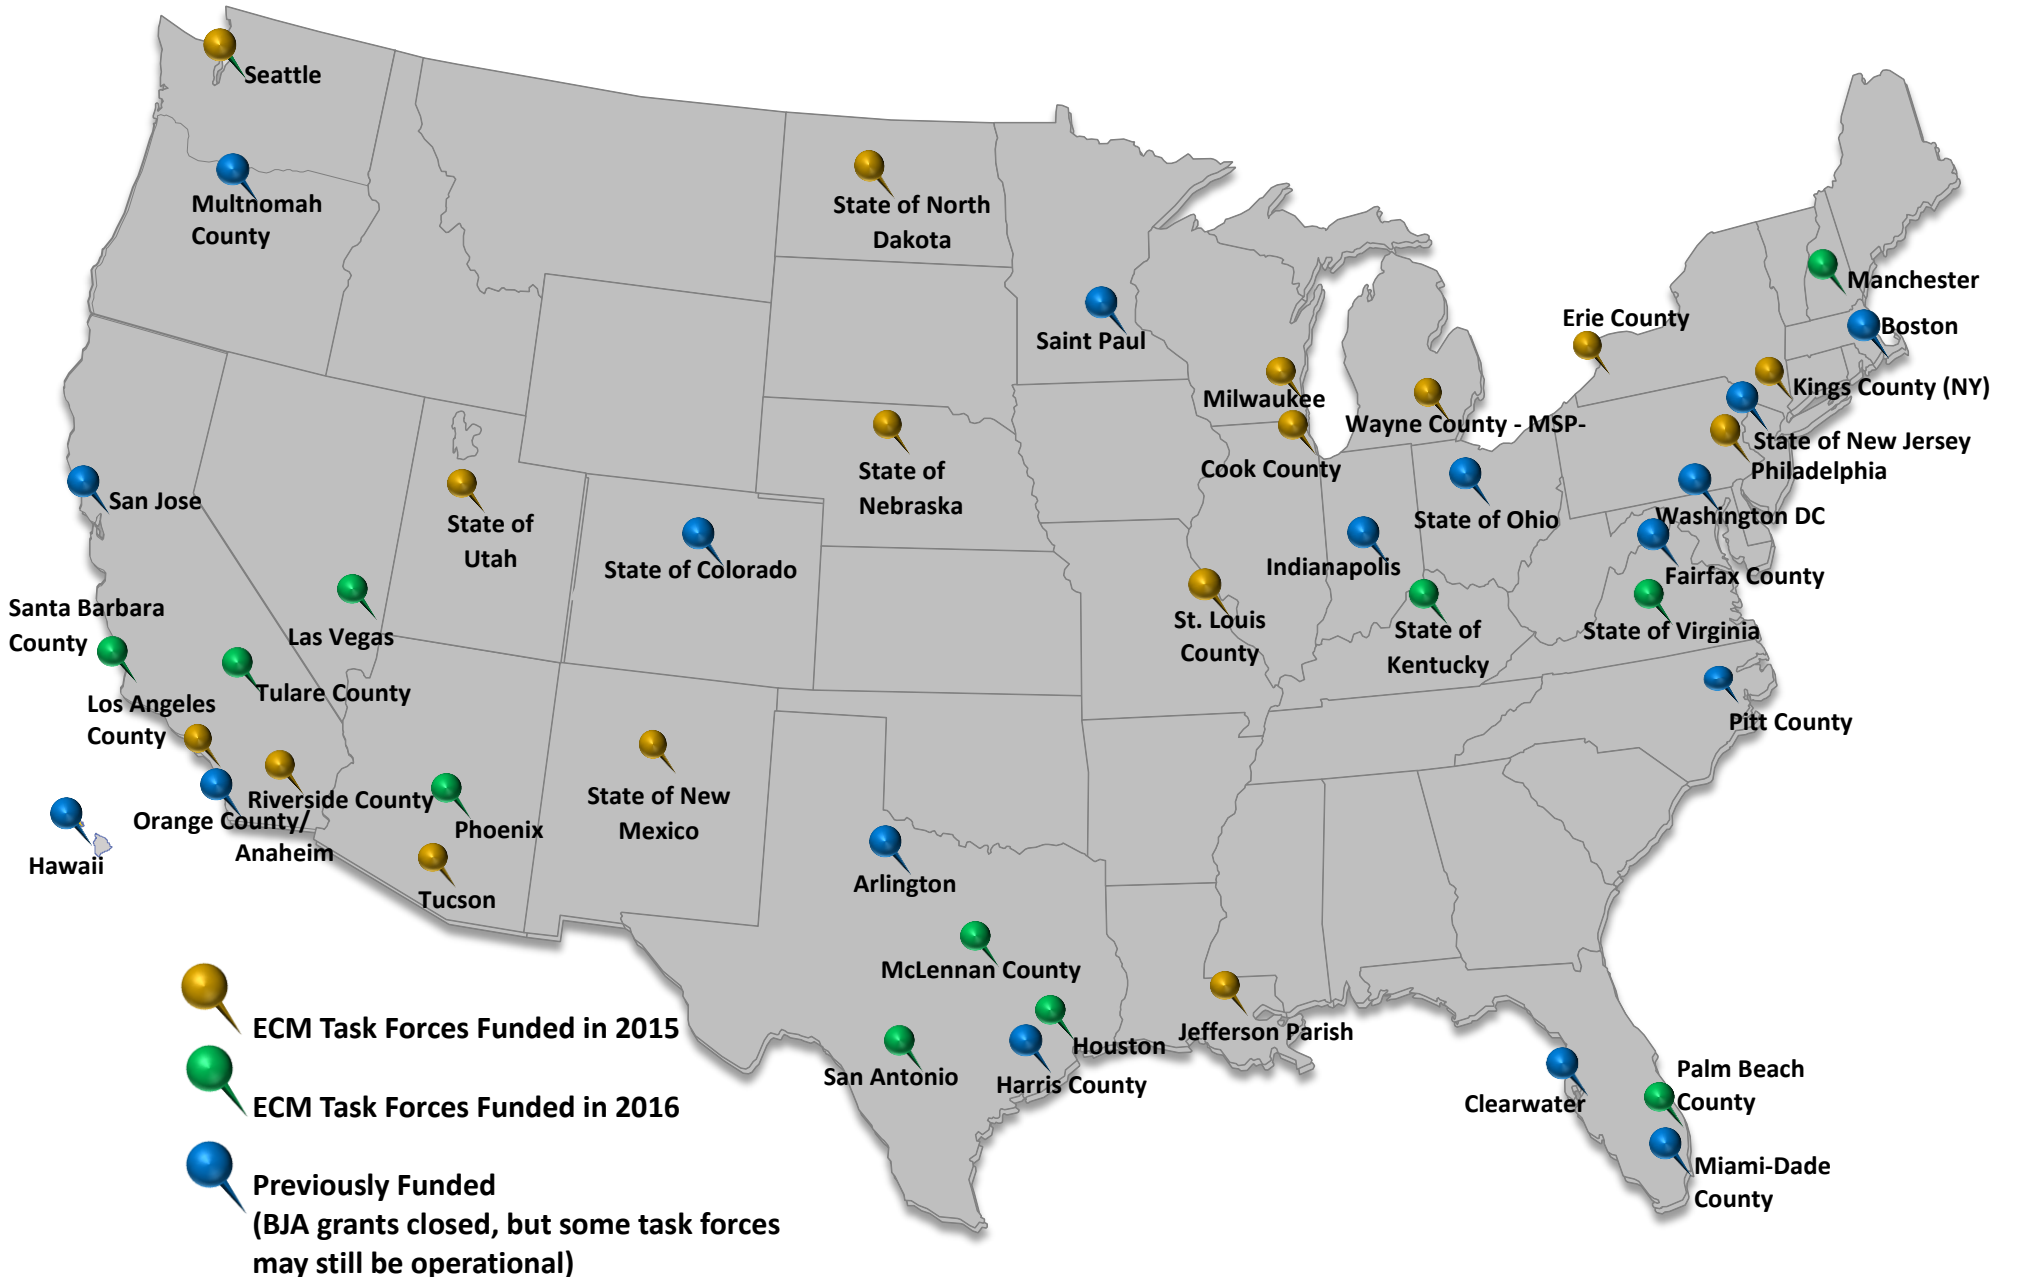 Seattle
Multnomah
County
State of North
Dakota
Saint Paul
Manchester
Erie County
Boston
Milwaukee
Kings County (NY)
Wayne County - MSP-
State of New Jersey
Cook County
Philadelphia
State of
Nebraska
San Jose
State of
Utah
State of Ohio
Washington DC
State of Colorado
Indianapolis
Fairfax County
Santa Barbara
County
Las Vegas
St. Louis
County
State of
Kentucky
State of Virginia
Tulare County
Los Angeles
County
Pitt County
Riverside County
Orange County/
Anaheim
Phoenix
State of New
Mexico
Hawaii
Tucson
Arlington
McLennan County
Jefferson Parish
Houston
San Antonio
Harris County
Clearwater
Palm Beach
County
Miami-Dade
County
ECM Task Forces Funded in 2015
ECM Task Forces Funded in 2016
Previously Funded
(BJA grants closed, but some task forces
may still be operational)